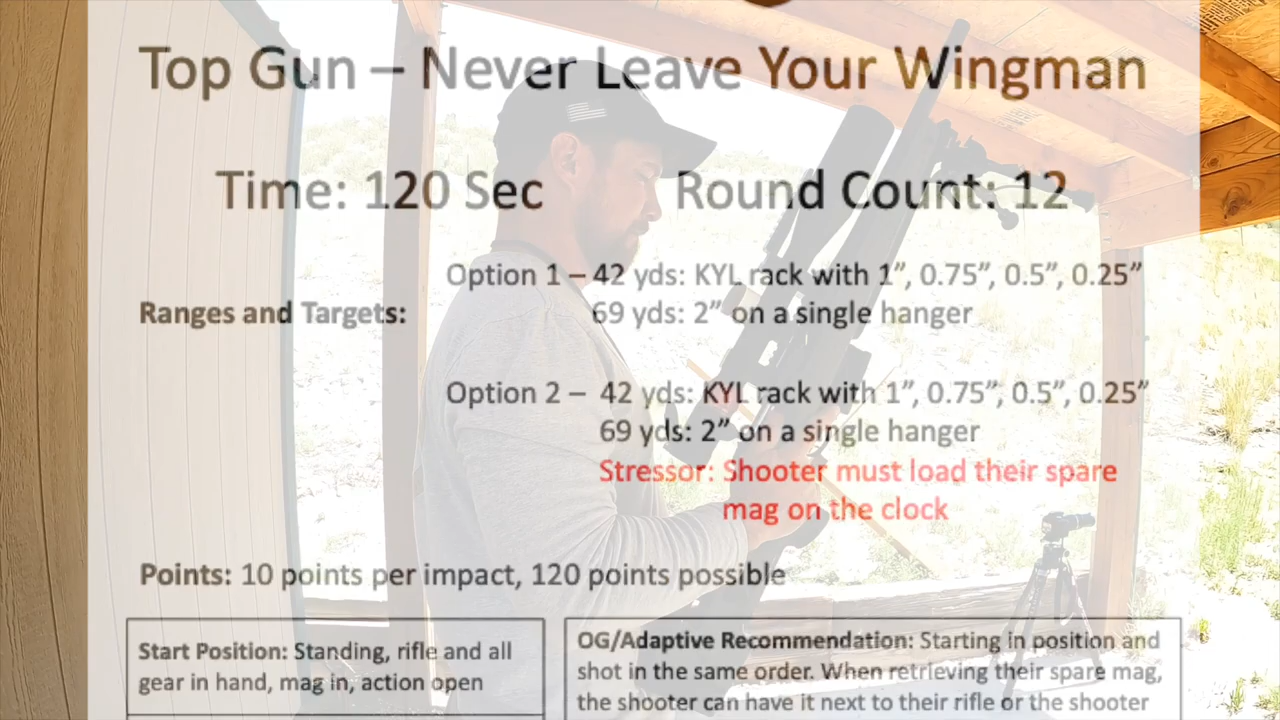 Top Gun – Never Leave Your Wingman
Time: 120 Sec Round Count: 12
Option 1 – 42 yds: KYL rack with 1”, 0.75”, 0.5”, 0.25”
Ranges and Targets: 69 yds: 2” on a single hanger
Option 2 – 42 yds: KYL rack with 1”, 0.75”, 0.5”, 0.25”
69 yds: 2” on a single hanger
Stressor: Shooter must load their spare
mag on the clock
Points: 10 points per impact, 120 points possible
Start Position: Standing, rifle and all
gear in hand, mag in, action open
OG/Adaptive Recommendation: Starting in position and
shot in the same order. When retrieving their spare mag,
the shooter can have it next to their rifle or the shooter